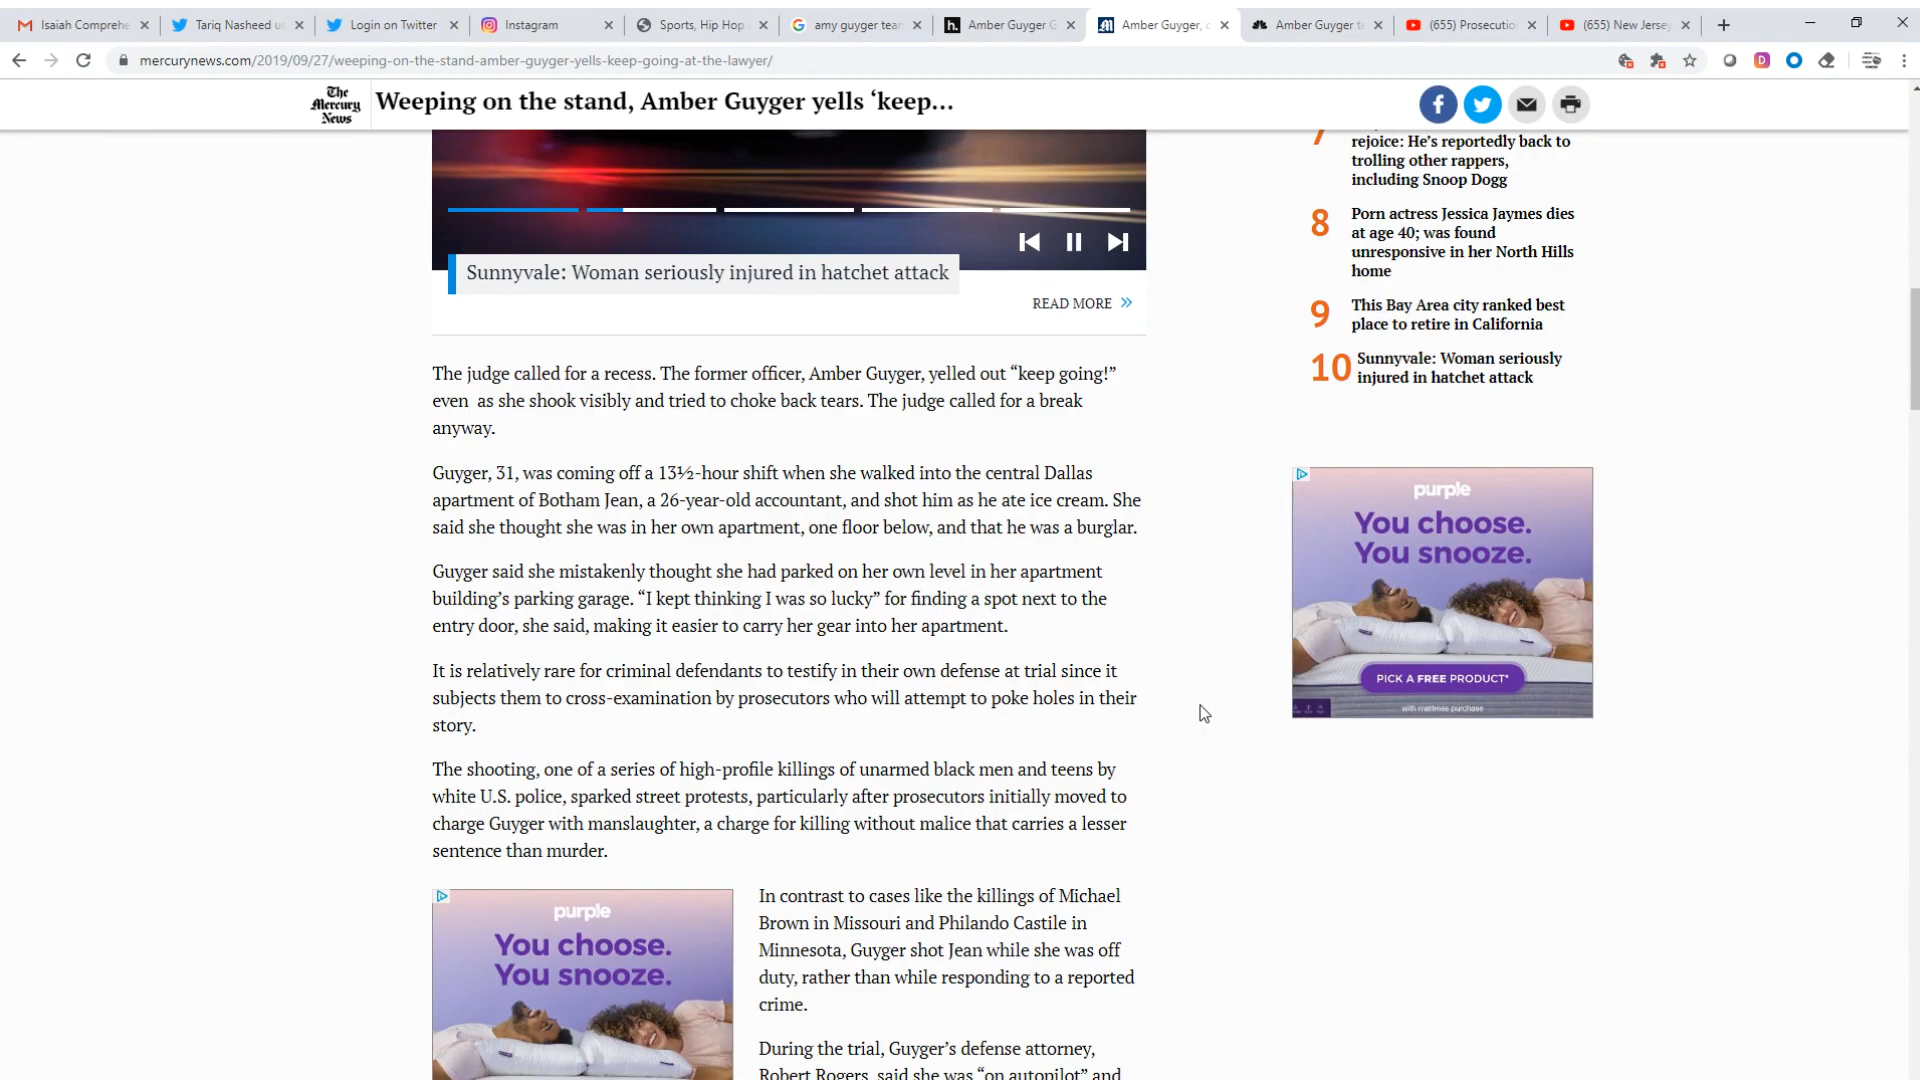 Isaiah Comprehe
Tariq Nasheed us
Login on Twitter
Instagram
Sports, Hip Hop
amy guyger tear
Amber Guyger G
Amber Guyger, c
Amber Guyger te
(655) Prosecutio
(655) New Jersey
mercurynews.com/2019/09/27/weeping-on-the-stand-amber-guyger-yells-keep-going-at-the-lawyer/
The
Mercury
News
Weeping on the stand, Amber Guyger yells ‘keep...
Sunnyvale: Woman seriously injured in hatchet attack
READ MORE
The judge called for a recess. The former officer, Amber Guyger, yelled out “keep going!”
even as she shook visibly and tried to choke back tears. The judge called for a break
anyway.
Guyger, 31, was coming off a 13½-hour shift when she walked into the central Dallas
apartment of Botham Jean, a 26-year-old accountant, and shot him as he ate ice cream. She
said she thought she was in her own apartment, one floor below, and that he was a burglar.
Guyger said she mistakenly thought she had parked on her own level in her apartment
building’s parking garage. “I kept thinking I was so lucky” for finding a spot next to the
entry door, she said, making it easier to carry her gear into her apartment.
It is relatively rare for criminal defendants to testify in their own defense at trial since it
subjects them to cross-examination by prosecutors who will attempt to poke holes in their
story.
The shooting, one of a series of high-profile killings of unarmed black men and teens by
white U.S. police, sparked street protests, particularly after prosecutors initially moved to
charge Guyger with manslaughter, a charge for killing without malice that carries a lesser
sentence than murder.
purple
You choose.
You snooze.
In contrast to cases like the killings of Michael
Brown in Missouri and Philando Castile in
Minnesota, Guyger shot Jean while she was off
duty, rather than while responding to a reported
crime.
During the trial, Guyger’s defense attorney,
Robert Rogers, said she was “on autopilot” and
7
rejoice: He’s reportedly back to
trolling other rappers,
including Snoop Dogg
8
Porn actress Jessica Jaymes dies
at age 40; was found
unresponsive in her North Hills
home
9
This Bay Area city ranked best
place to retire in California
10
Sunnyvale: Woman seriously
injured in hatchet attack
purple
You choose.
You snooze.
PICK A FREE PRODUCT*
with mattress purchase